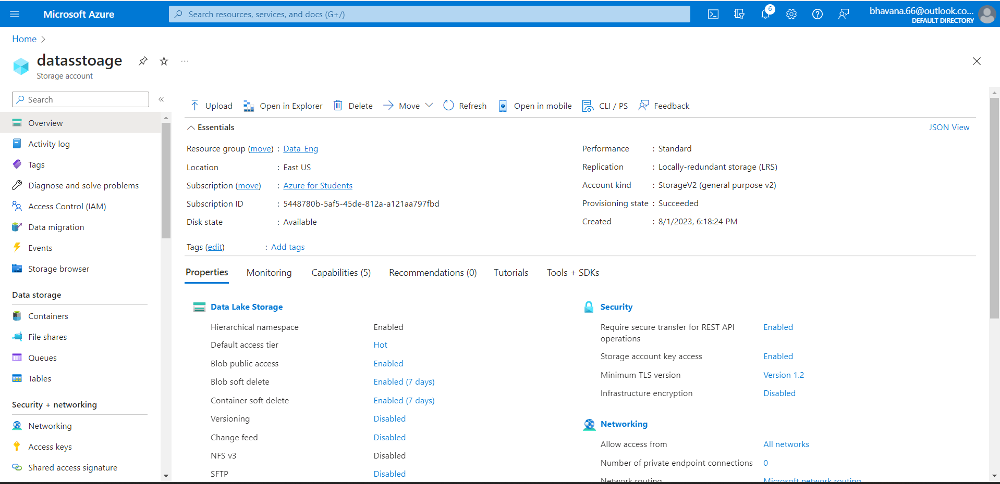 Microsoft Azure
Search resources, services, and docs (G+/)
6
bhavana.66@outlook.co...
DEFAULT DIRECTORY
Home
datasstoage
Storage account
Search
Overview
Activity log
Tags
Diagnose and solve problems
Access Control (IAM)
Data migration
Events
Storage browser
Data storage
Containers
File shares
Queues
Tables
Security + networking
Networking
Access keys
Shared access signature
Upload Open in Explorer Delete Move Refresh Open in mobile CLI / PS Feedback
Essentials
JSON View
Resource group (move) : Data_Eng
Location : East US
Subscription (move) : Azure for Students
Subscription ID : 5448780b-5af5-45de-812a-a121aa797fbd
Disk state : Available
Performance : Standard
Replication : Locally-redundant storage (LRS)
Account kind : StorageV2 (general purpose v2)
Provisioning state : Succeeded
Created : 8/1/2023, 6:18:24 PM
Tags (edit) : Add tags
Properties Monitoring Capabilities (5) Recommendations (0) Tutorials Tools + SDKs
Data Lake Storage
Hierarchical namespace Enabled
Default access tier Hot
Blob public access Enabled
Blob soft delete Enabled (7 days)
Container soft delete Enabled (7 days)
Versioning Disabled
Change feed Disabled
NFS v3 Disabled
SFTP Disabled
Security
Require secure transfer for REST API operations Enabled
Storage account key access Enabled
Minimum TLS version Version 1.2
Infrastructure encryption Disabled
Networking
Allow access from All networks
Number of private endpoint connections 0
Network routing Microsoft network routing